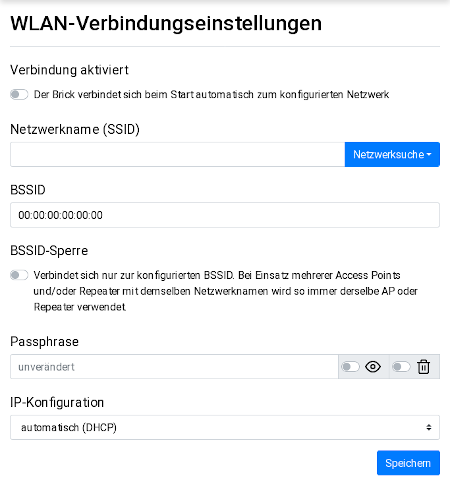 WLAN-Verbindungseinstellungen
Verbindung aktiviert
Der Brick verbindet sich beim Start automatisch zum konfigurierten Netzwerk
Netzwerkname (SSID)
Netzwerksuche
BSSID
00:00:00:00:00:00
BSSID-Sperre
Verbindet sich nur zur konfigurierten BSSID. Bei Einsatz mehrerer Access Points
und/oder Repeater mit demselben Netzwerknamen wird so immer derselbe AP oder
Repeater verwendet.
Passphrase
unverändert
IP-Konfiguration
automatisch (DHCP)
Speichern